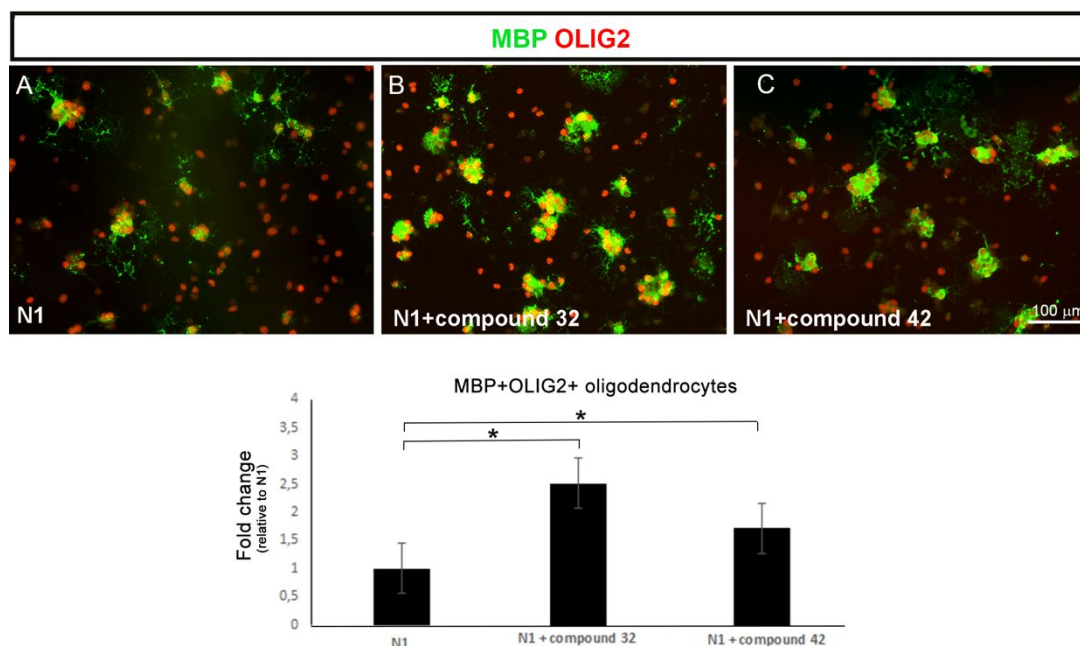 MBP OLIG2
A
B
C
N1
N1+compound 32
N1+compound 42
100 µm
MBP+OLIG2+ oligodendrocytes
Fold change
(relative to N1)
4
3,5
3
2,5
2
1,5
1
0,5
0
*
*
N1
N1 + compound 32
N1 + compound 42